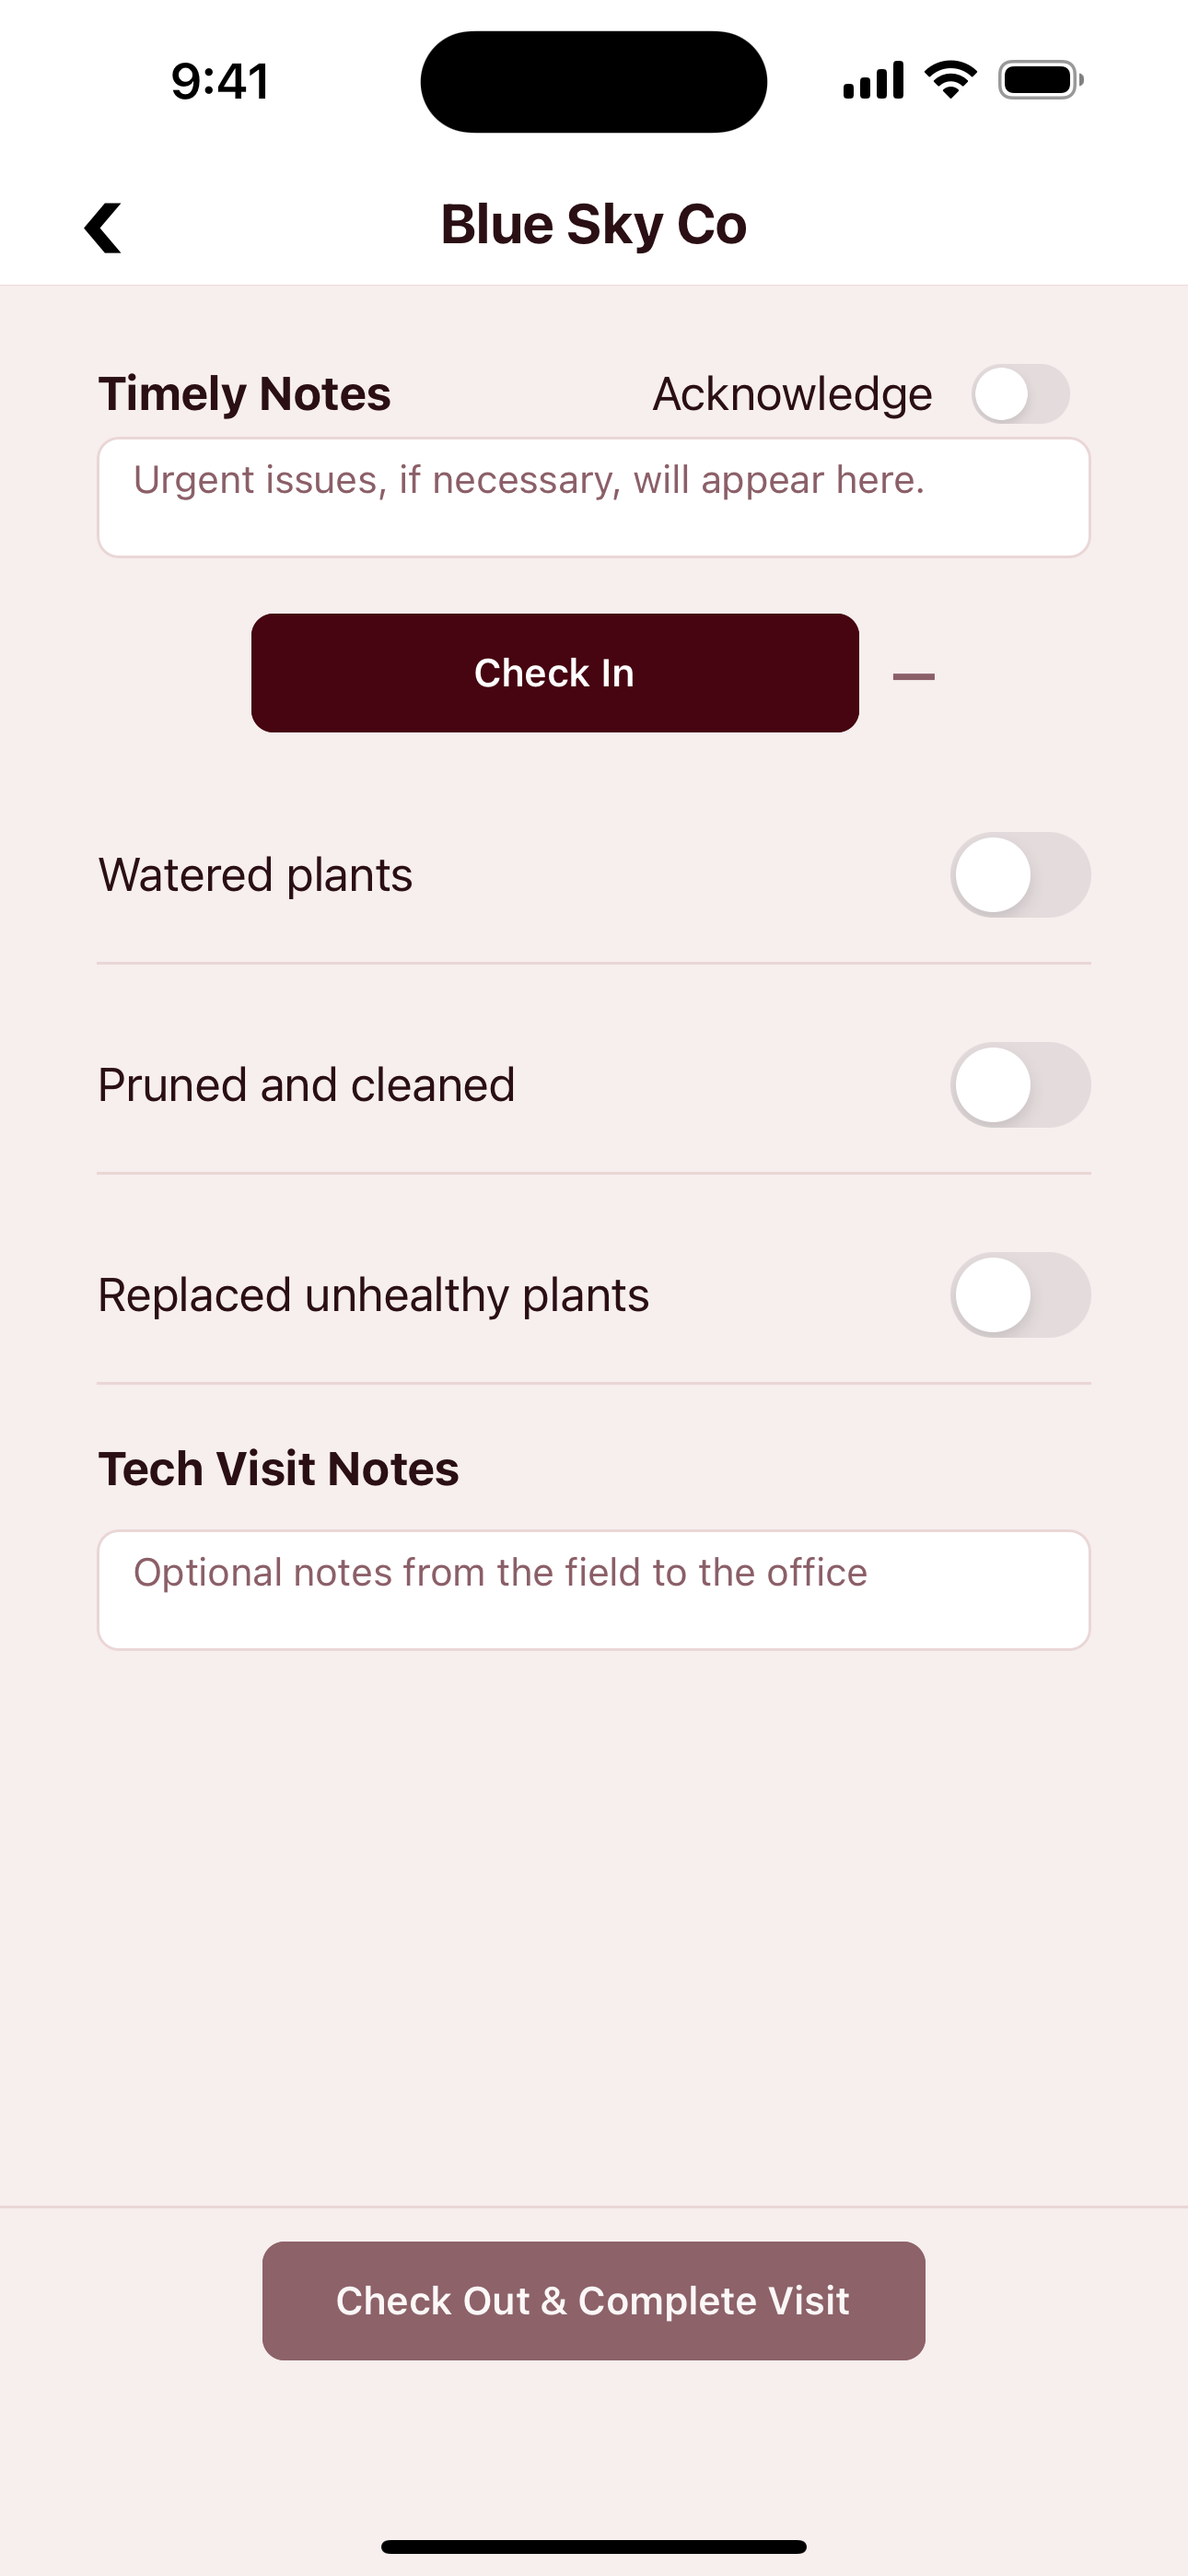 9:41
Blue Sky Co
Timely Notes
Acknowledge
Urgent issues, if necessary, will appear here.
Check In
—
Watered plants
Pruned and cleaned
Replaced unhealthy plants
Tech Visit Notes
Optional notes from the field to the office
Check Out & Complete Visit